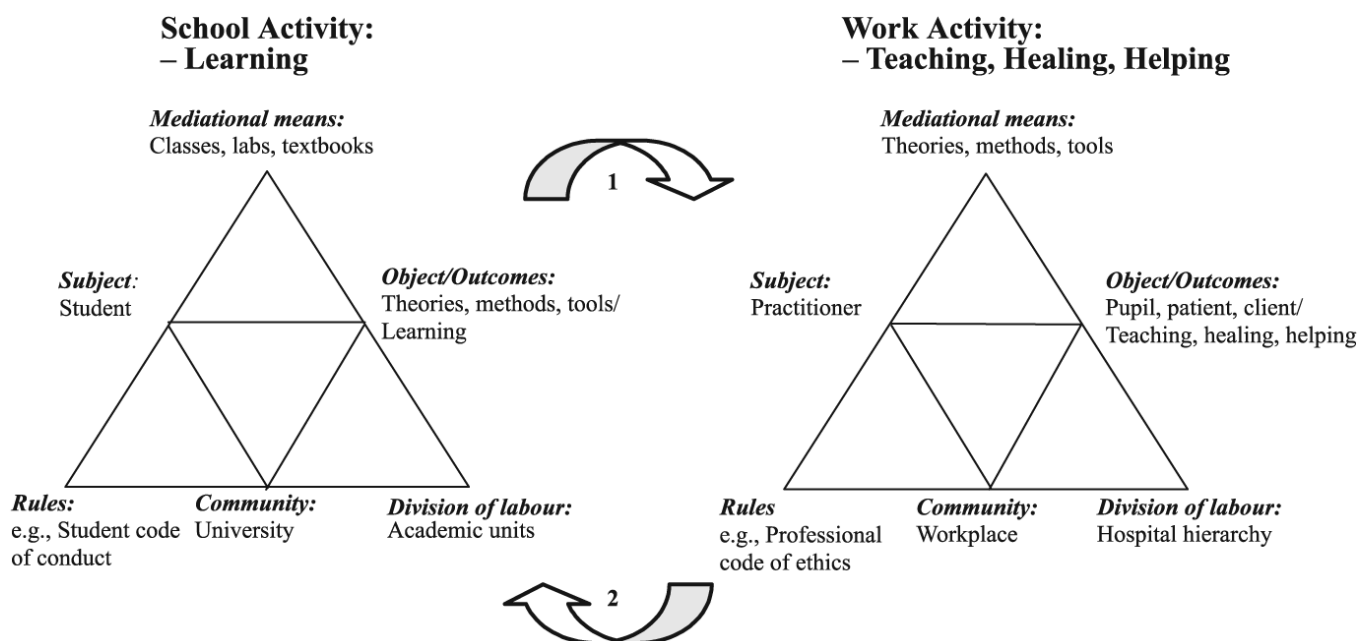 School Activity:
– Learning
Mediational means:
Classes, labs, textbooks
Subject:
Student
Object/Outcomes:
Theories, methods, tools/
Learning
Rules:
e.g., Student code
of conduct
Community:
University
Division of labour:
Academic units
1
2
Work Activity:
– Teaching, Healing, Helping
Mediational means:
Theories, methods, tools
Subject:
Practitioner
Object/Outcomes:
Pupil, patient, client/
Teaching, healing, helping
Rules
e.g., Professional
code of ethics
Community:
Workplace
Division of labour:
Hospital hierarchy